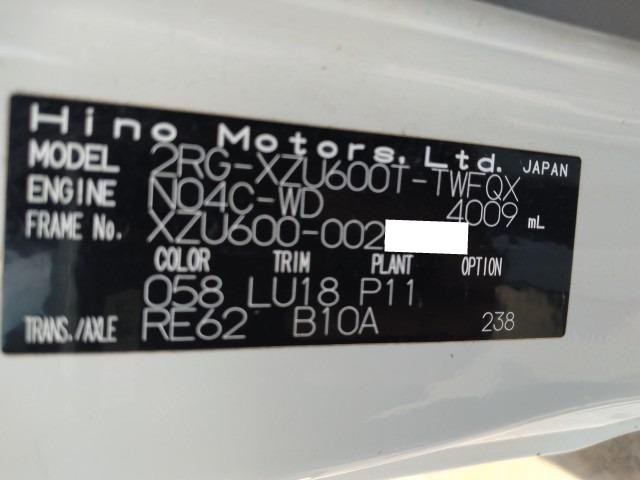 Hino Motors, Ltd. JAPAN
MODEL 2RG-XZU600T-TWFQX
ENGINE N04C-WD 4009 mL
FRAME No. XZU600-002
COLOR TRIM PLANT OPTION
058 LU18 P11
TRANS./AXLE RE62 B10A 238